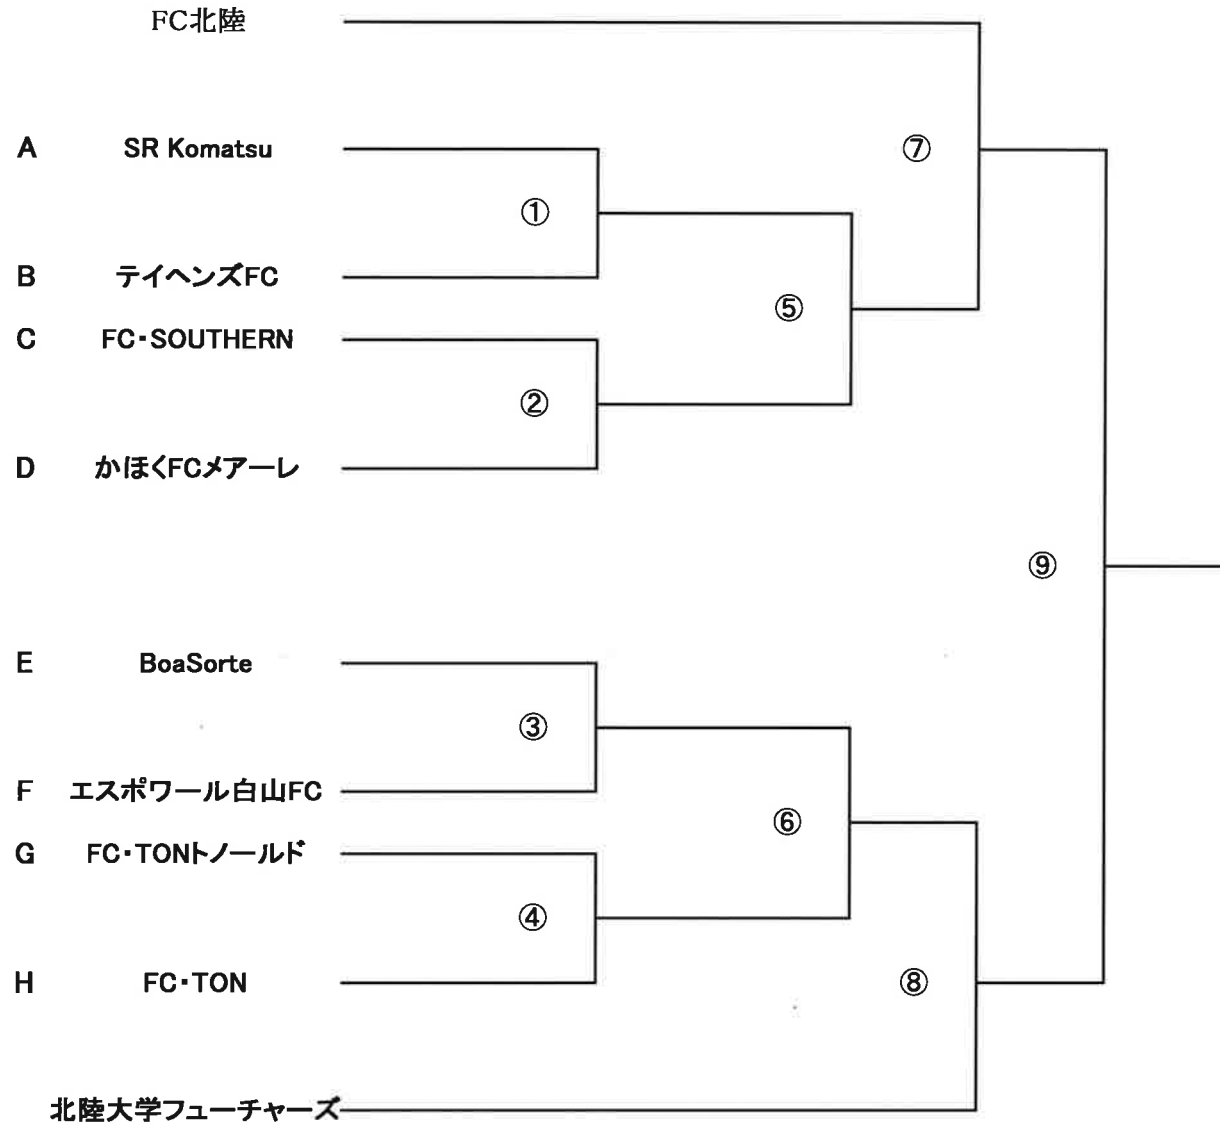 FC北陸
A SR Komatsu
⑦
①
B テイヘンズFC
⑤
C FC・SOUTHERN
②
D かほくFCメアーレ
⑨
E BoaSorte
③
F エスポワール白山FC
⑥
G FC・TONトノールド
④
H FC・TON
⑧
北陸大学フューチャーズ